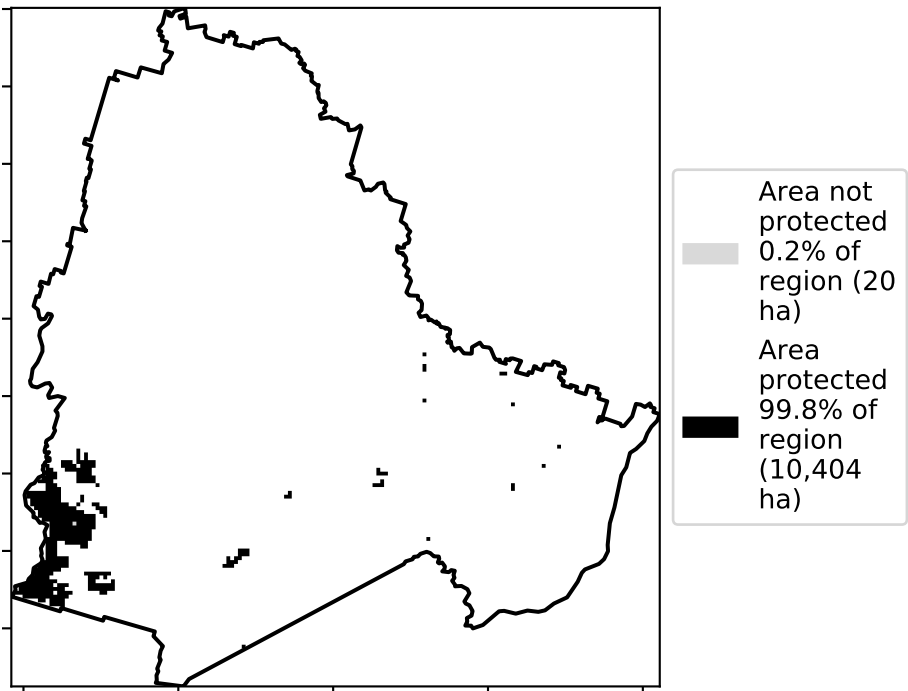 Area not
protected
0.2% of
region (20
ha)
Area
protected
99.8% of
region
(10,404
ha)